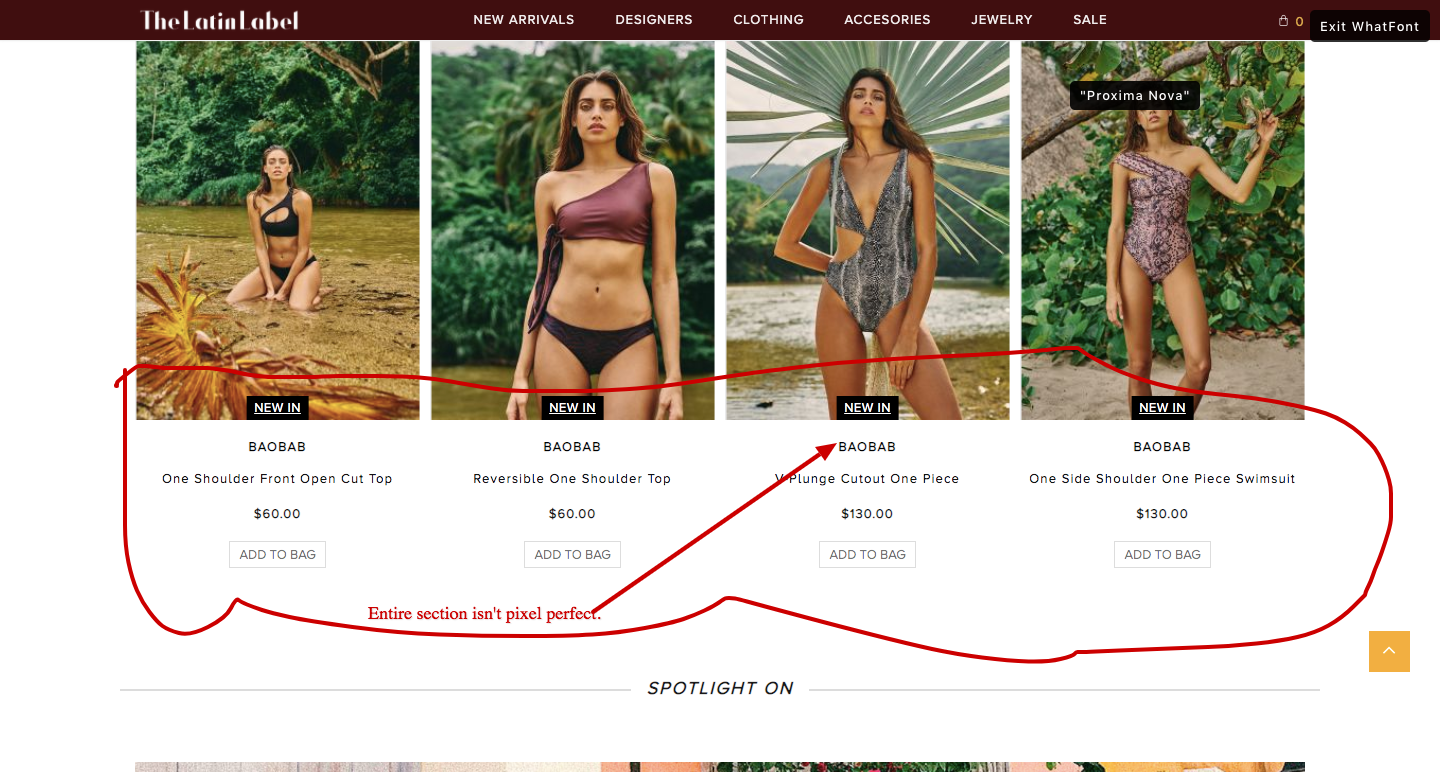 TheLatinLabel NEW ARRIVALS DESIGNERS CLOTHING ACCESORIES JEWELRY SALE 0 Exit WhatFont
"Proxima Nova"
NEW IN NEW IN NEW IN NEW IN
BAOBAB BAOBAB BAOBAB BAOBAB
One Shoulder Front Open Cut Top Reversible One Shoulder Top V Plunge Cutout One Piece One Side Shoulder One Piece Swimsuit
$60.00 $60.00 $130.00 $130.00
ADD TO BAG ADD TO BAG ADD TO BAG ADD TO BAG
Entire section isn't pixel perfect.
SPOTLIGHT ON